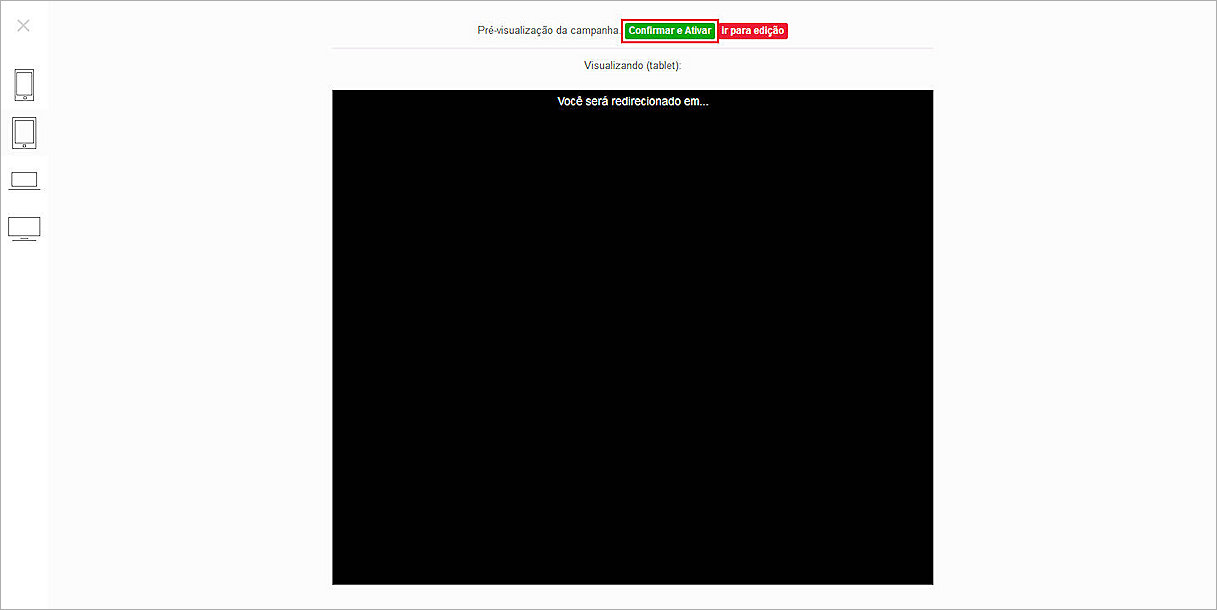 Pré-visualização da campanha. Confirmar e Ativar Ir para edição
Visualizando (tablet):
Você será redirecionado em...